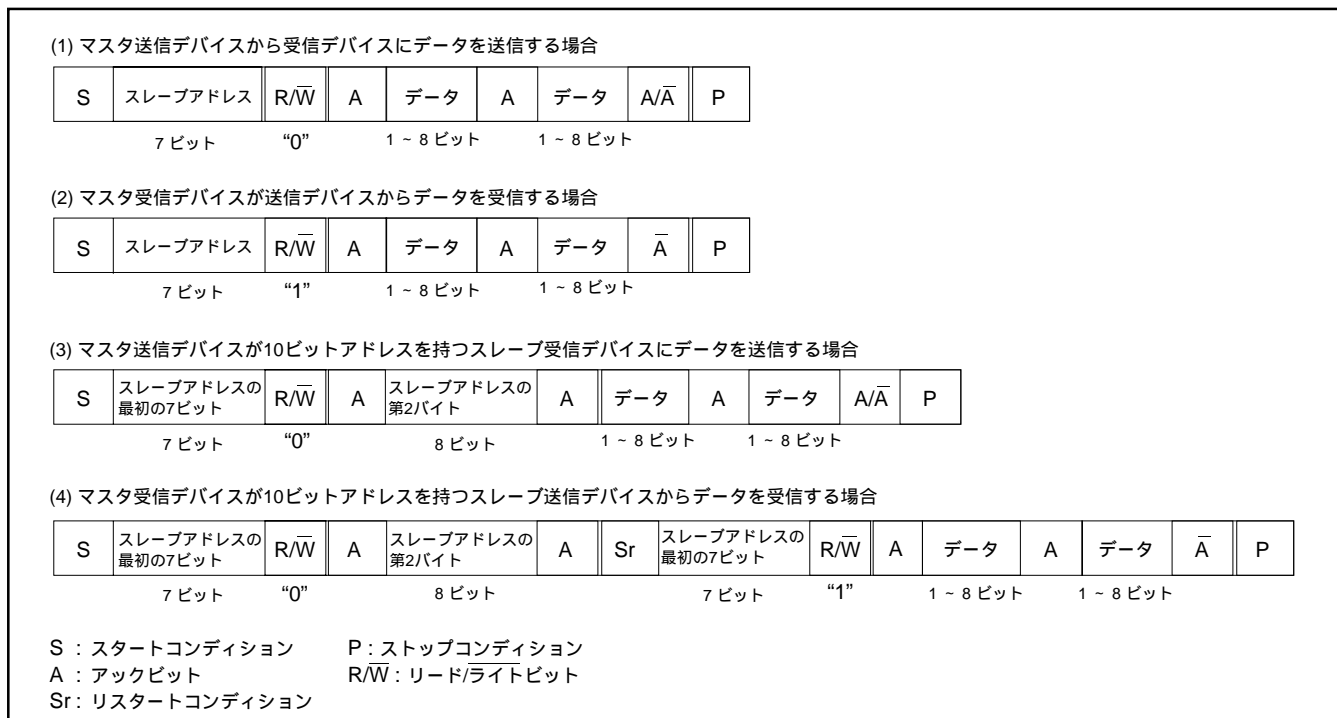 (1) マスタ送信デバイスから受信デバイスにデータを送信する場合
S スレーブアドレス R/W̅ A データ A データ A/A̅ P
7 ビット “0” 1 ~ 8 ビット 1 ~ 8 ビット
(2) マスタ受信デバイスが送信デバイスからデータを受信する場合
S スレーブアドレス R/W̅ A データ A データ A̅ P
7 ビット “1” 1 ~ 8 ビット 1 ~ 8 ビット
(3) マスタ送信デバイスが10ビットアドレスを持つスレーブ受信デバイスにデータを送信する場合
S スレーブアドレスの最初の7ビット R/W̅ A スレーブアドレスの第2バイト A データ A データ A/A̅ P
7 ビット “0” 8 ビット 1 ~ 8 ビット 1 ~ 8 ビット
(4) マスタ受信デバイスが10ビットアドレスを持つスレーブ送信デバイスからデータを受信する場合
S スレーブアドレスの最初の7ビット R/W̅ A スレーブアドレスの第2バイト A Sr スレーブアドレスの最初の7ビット R/W̅ A データ A データ A̅ P
7 ビット “0” 8 ビット 7 ビット “1” 1 ~ 8 ビット 1 ~ 8 ビット
S : スタートコンディション P : ストップコンディション
A : アックビット R/W̅ : リード/ライトビット
Sr : リスタートコンディション